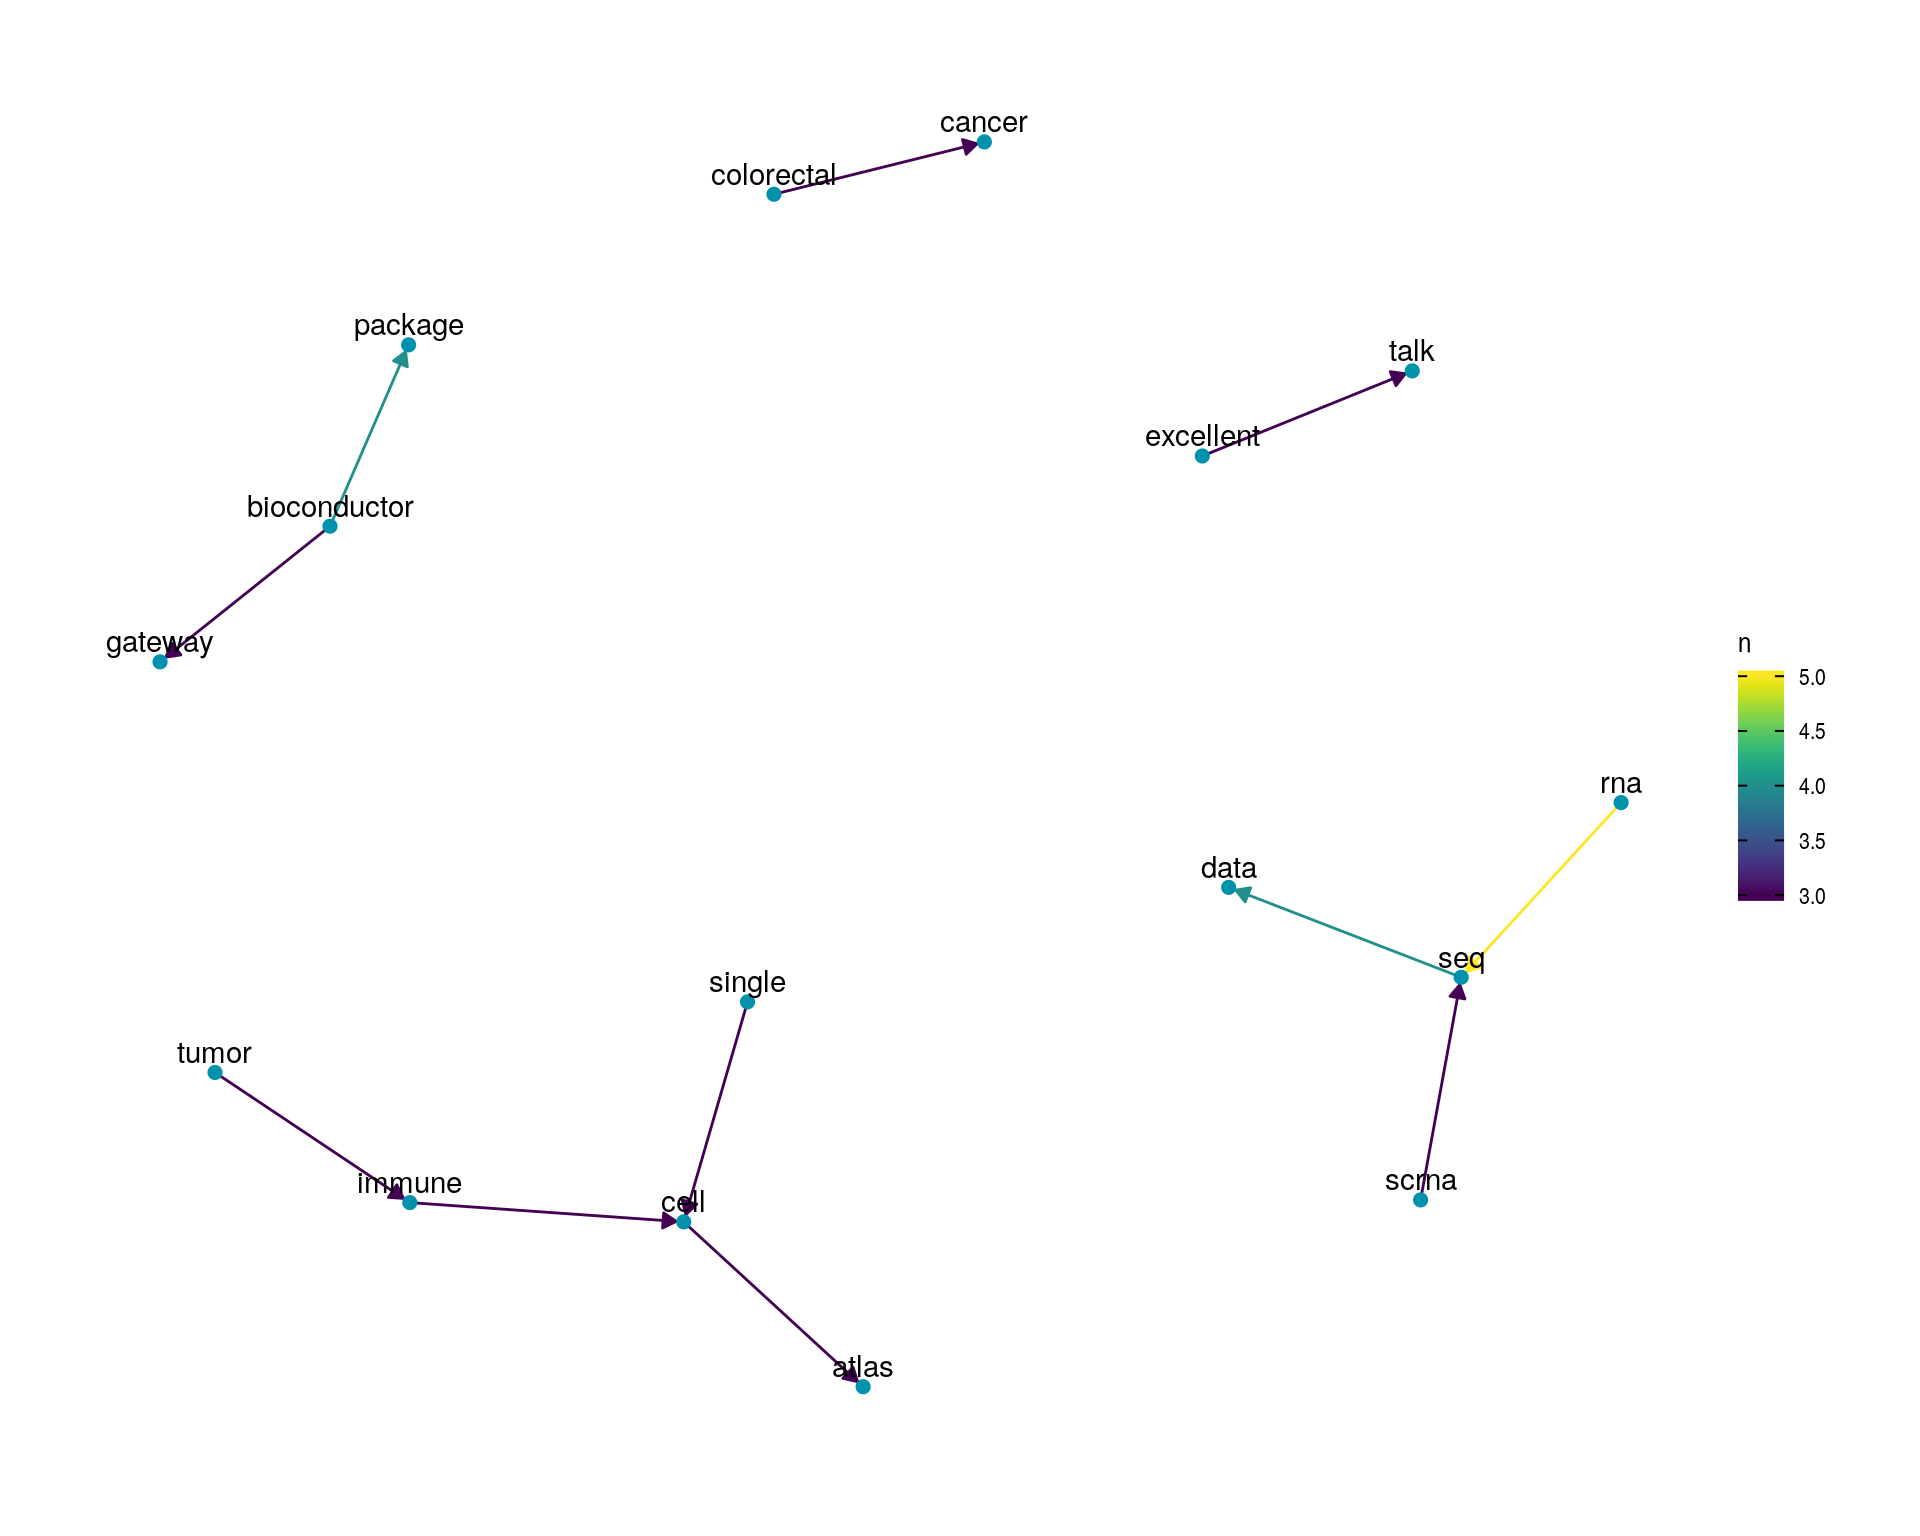 cancer
colorectal
package
talk
excellent
bioconductor
gateway
n
5.0
4.5
4.0
3.5
3.0
rna
data
seq
single
tumor
immune
scrna
cell
atlas